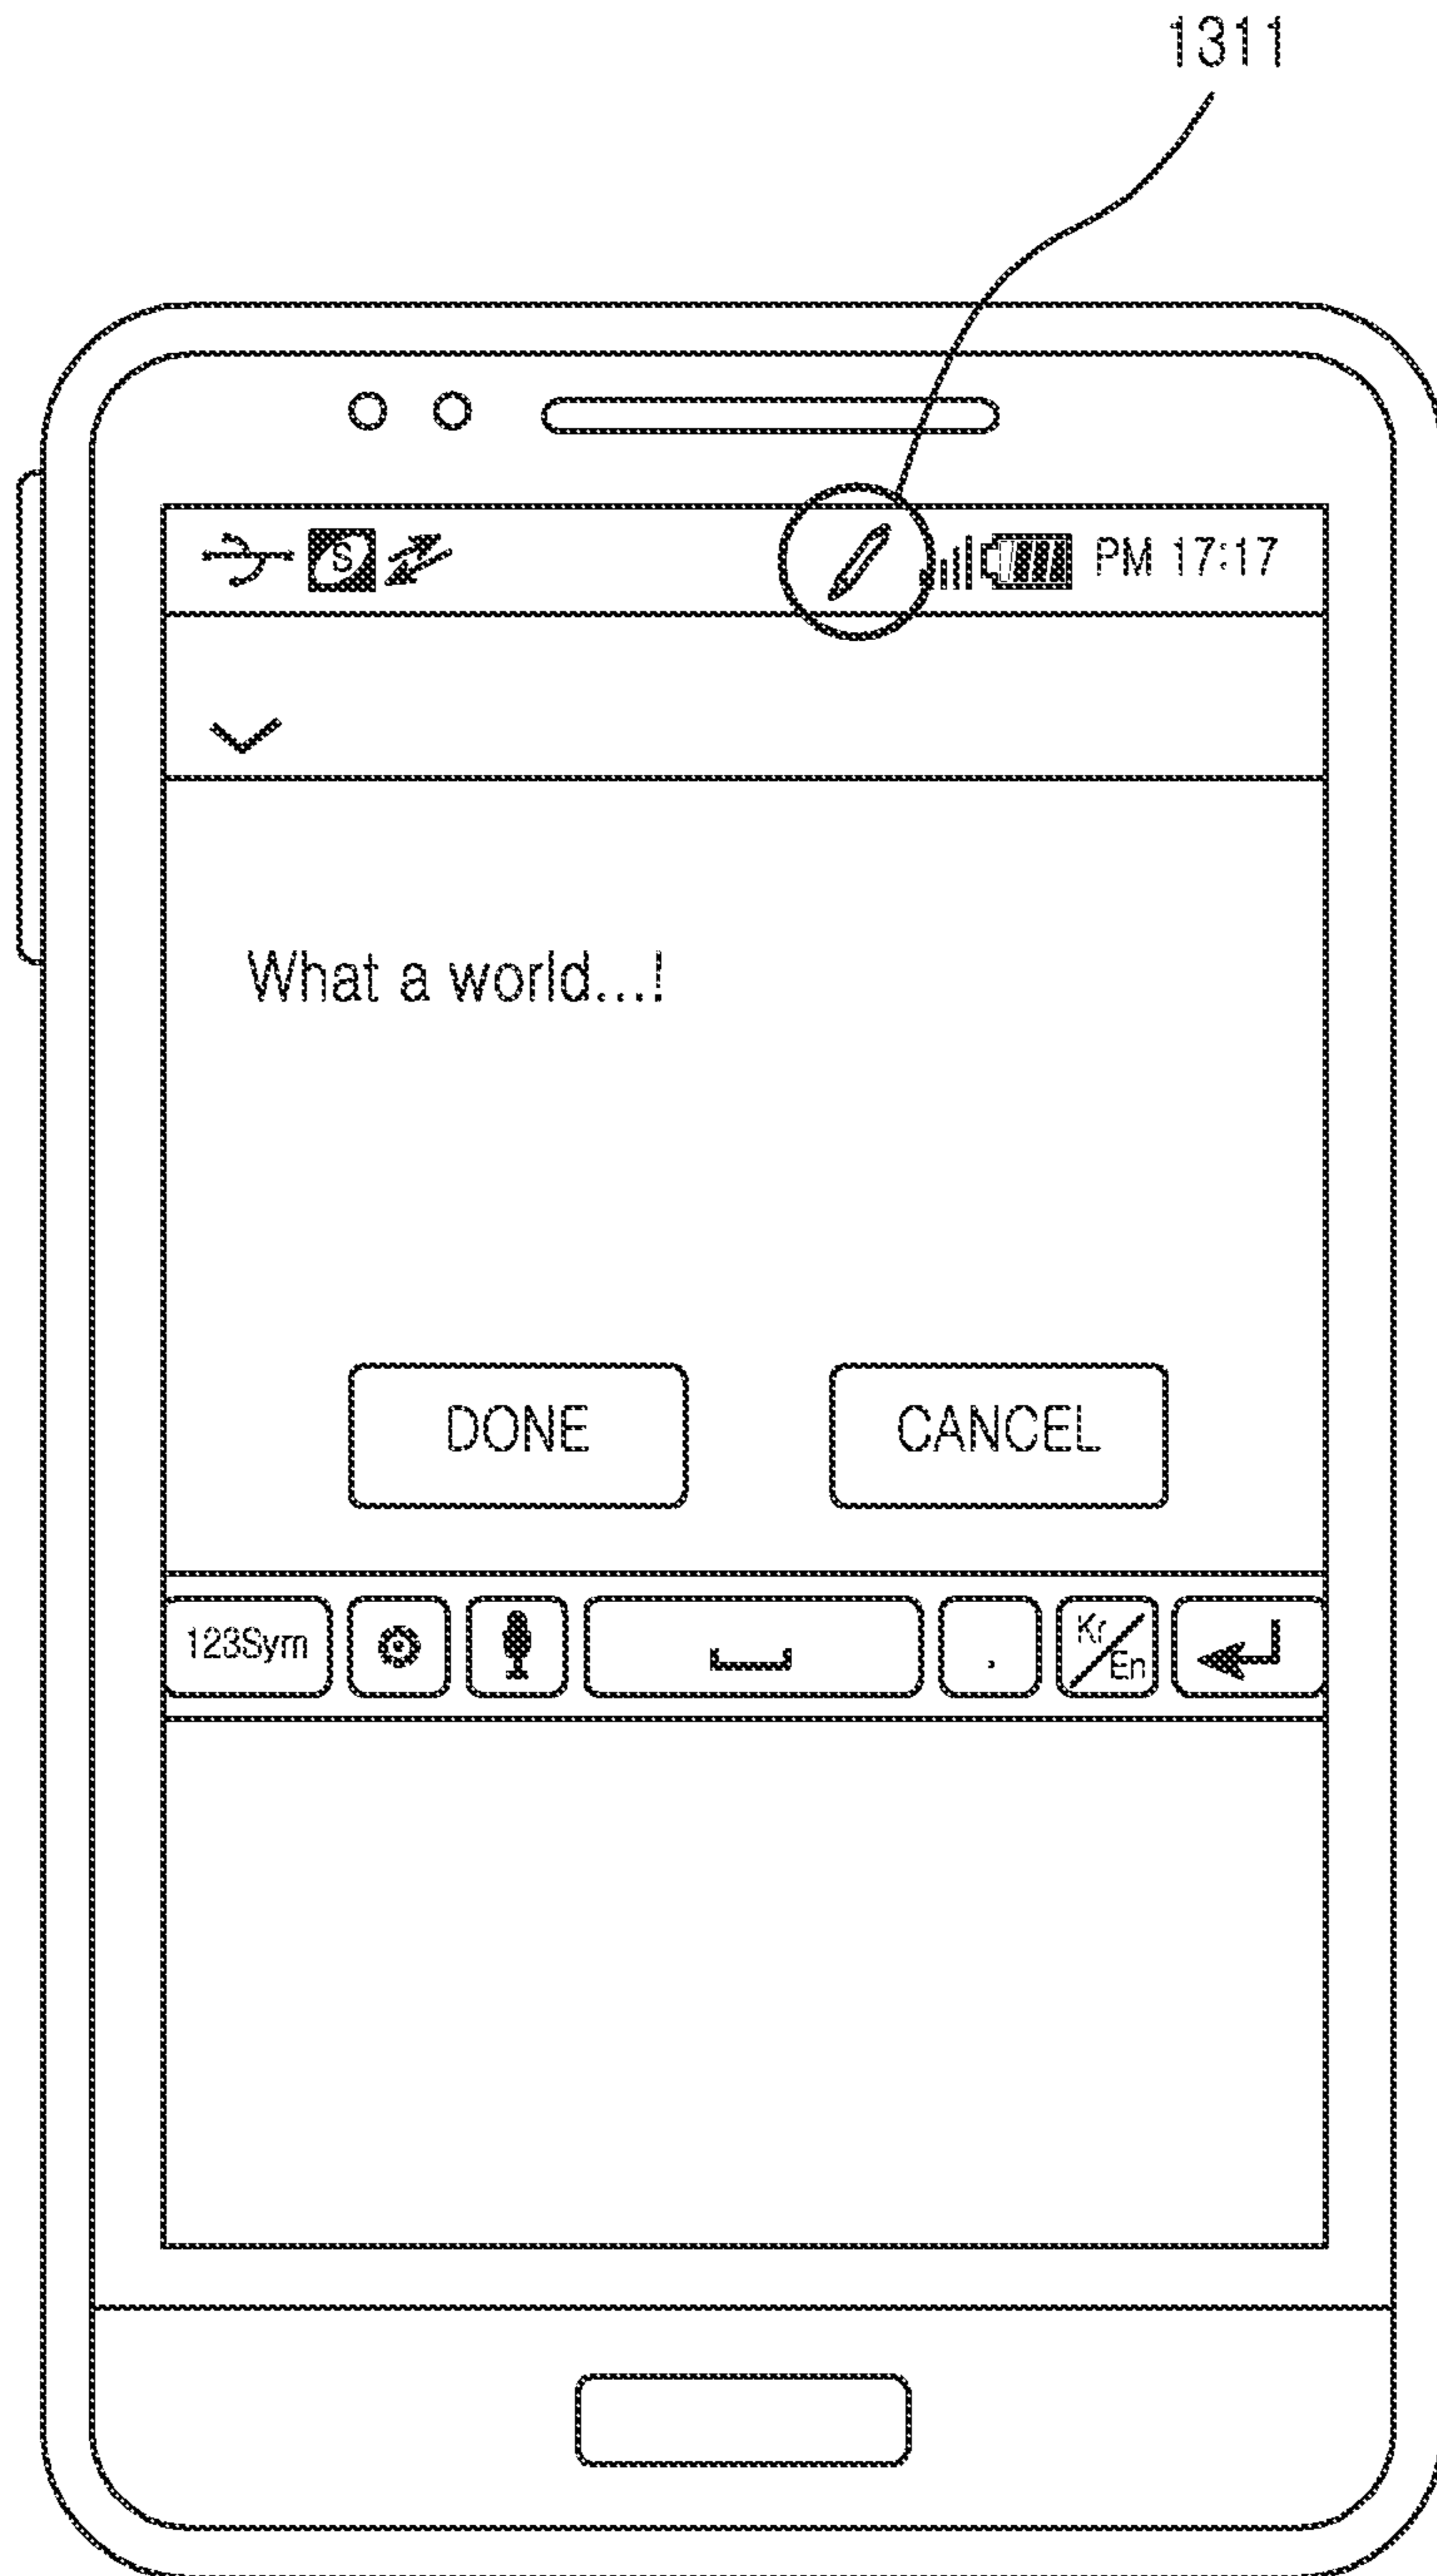 1311
S PM 17:17
What a world...!
DONE CANCEL
123Sym . Kr/En